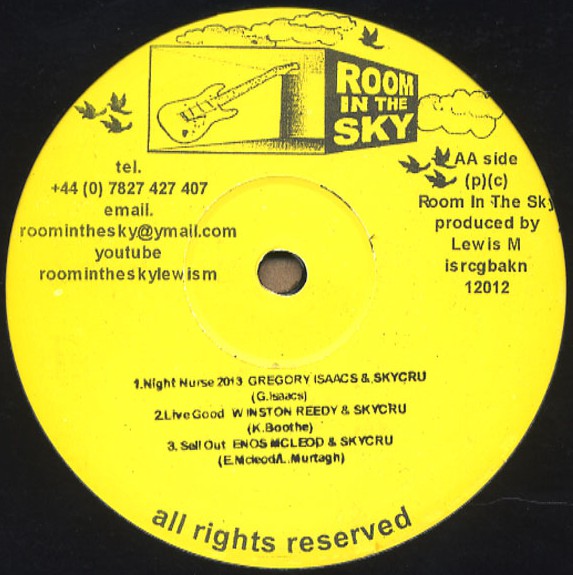 ROOM
IN THE
SKY
tel.
+44 (0) 7827 427 407
email.
roominthesky@ymail.com
youtube
roomintheskylewism
AA side
(p)(c)
Room In The Sky
produced by
Lewis M
isrcgbakn
12012
1.Night Nurse 2013 GREGORY ISAACS & SKYCRU
(G.Isaacs)
2.Live Good WINSTON REEDY & SKYCRU
(K.Boothe)
3. Sell Out ENOS MCLEOD & SKYCRU
(E.Mcleod/L.Murtagh)
all rights reserved